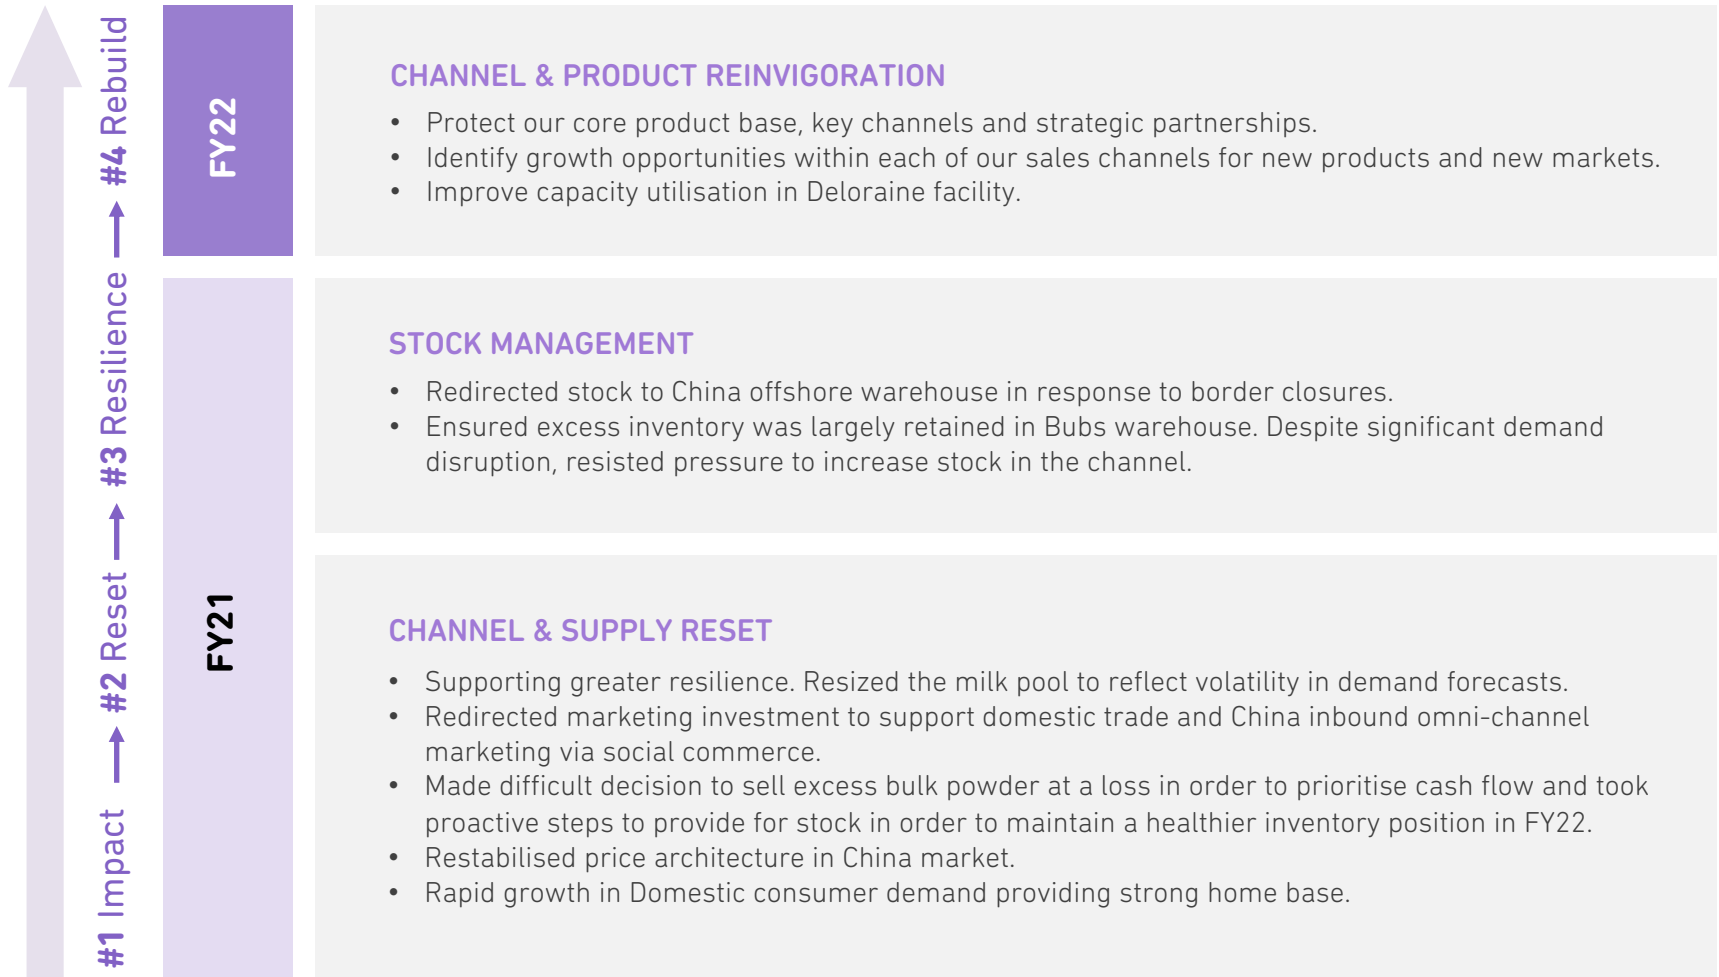 #4 Rebuild
#3 Resilience
#2 Reset
#1 Impact
FY22
CHANNEL & PRODUCT REINVIGORATION
• Protect our core product base, key channels and strategic partnerships.
• Identify growth opportunities within each of our sales channels for new products and new markets.
• Improve capacity utilisation in Deloraine facility.
FY21
STOCK MANAGEMENT
• Redirected stock to China offshore warehouse in response to border closures.
• Ensured excess inventory was largely retained in Bubs warehouse. Despite significant demand
disruption, resisted pressure to increase stock in the channel.
CHANNEL & SUPPLY RESET
• Supporting greater resilience. Resized the milk pool to reflect volatility in demand forecasts.
• Redirected marketing investment to support domestic trade and China inbound omni-channel
marketing via social commerce.
• Made difficult decision to sell excess bulk powder at a loss in order to prioritise cash flow and took
proactive steps to provide for stock in order to maintain a healthier inventory position in FY22.
• Restabilised price architecture in China market.
• Rapid growth in Domestic consumer demand providing strong home base.